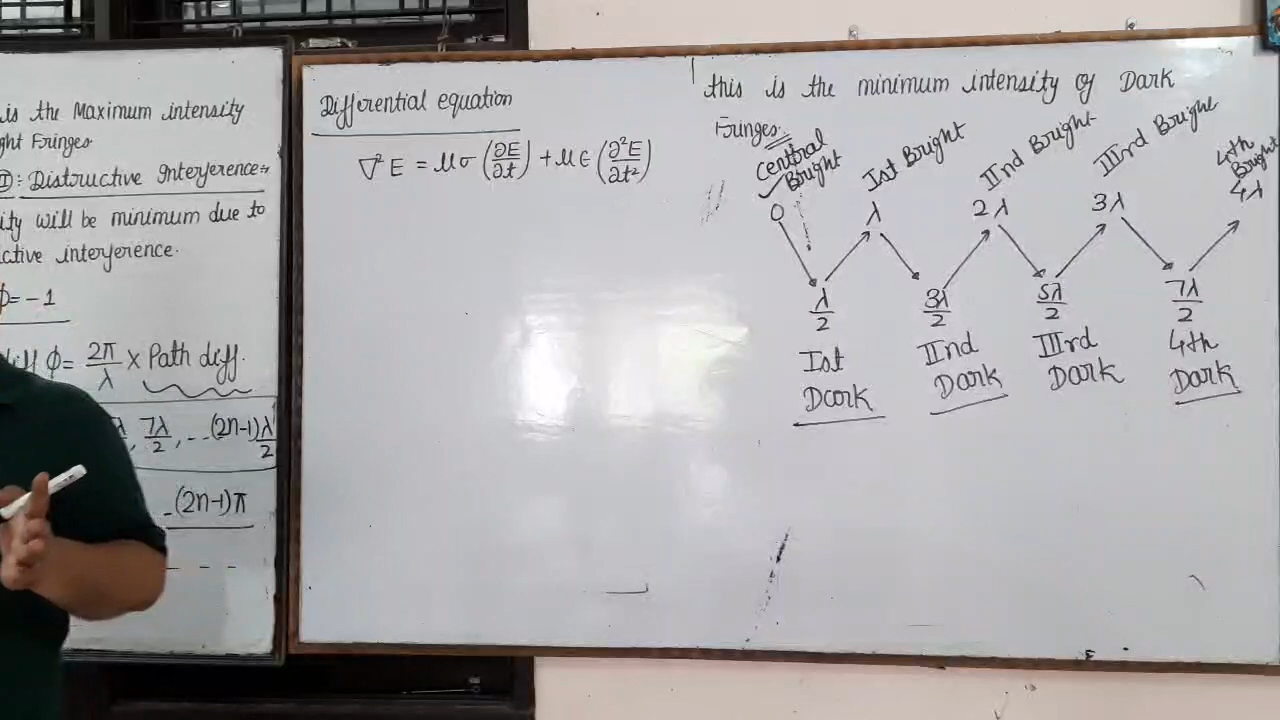 is the Maximum intensity
ght Fringes
II): Distructive Interference:→
ity will be minimum due to
ctive interference.
ϕ= -1
diff ϕ= 2π/λ × Path diff.
λ, 7λ/2, --(2n-1)λ/2
-(2n-1)π
Differential equation
∇²E = μσ (∂E/∂t) + μϵ (∂²E/∂t²)
this is the minimum intensity of Dark
Fringes:
Central Bright Ist Bright IInd Bright IIIrd Bright 4th Bright
0 λ 2λ 3λ 4λ
λ/2 3λ/2 5λ/2 7λ/2
Ist IInd IIIrd 4th
Dark Dark Dark Dark